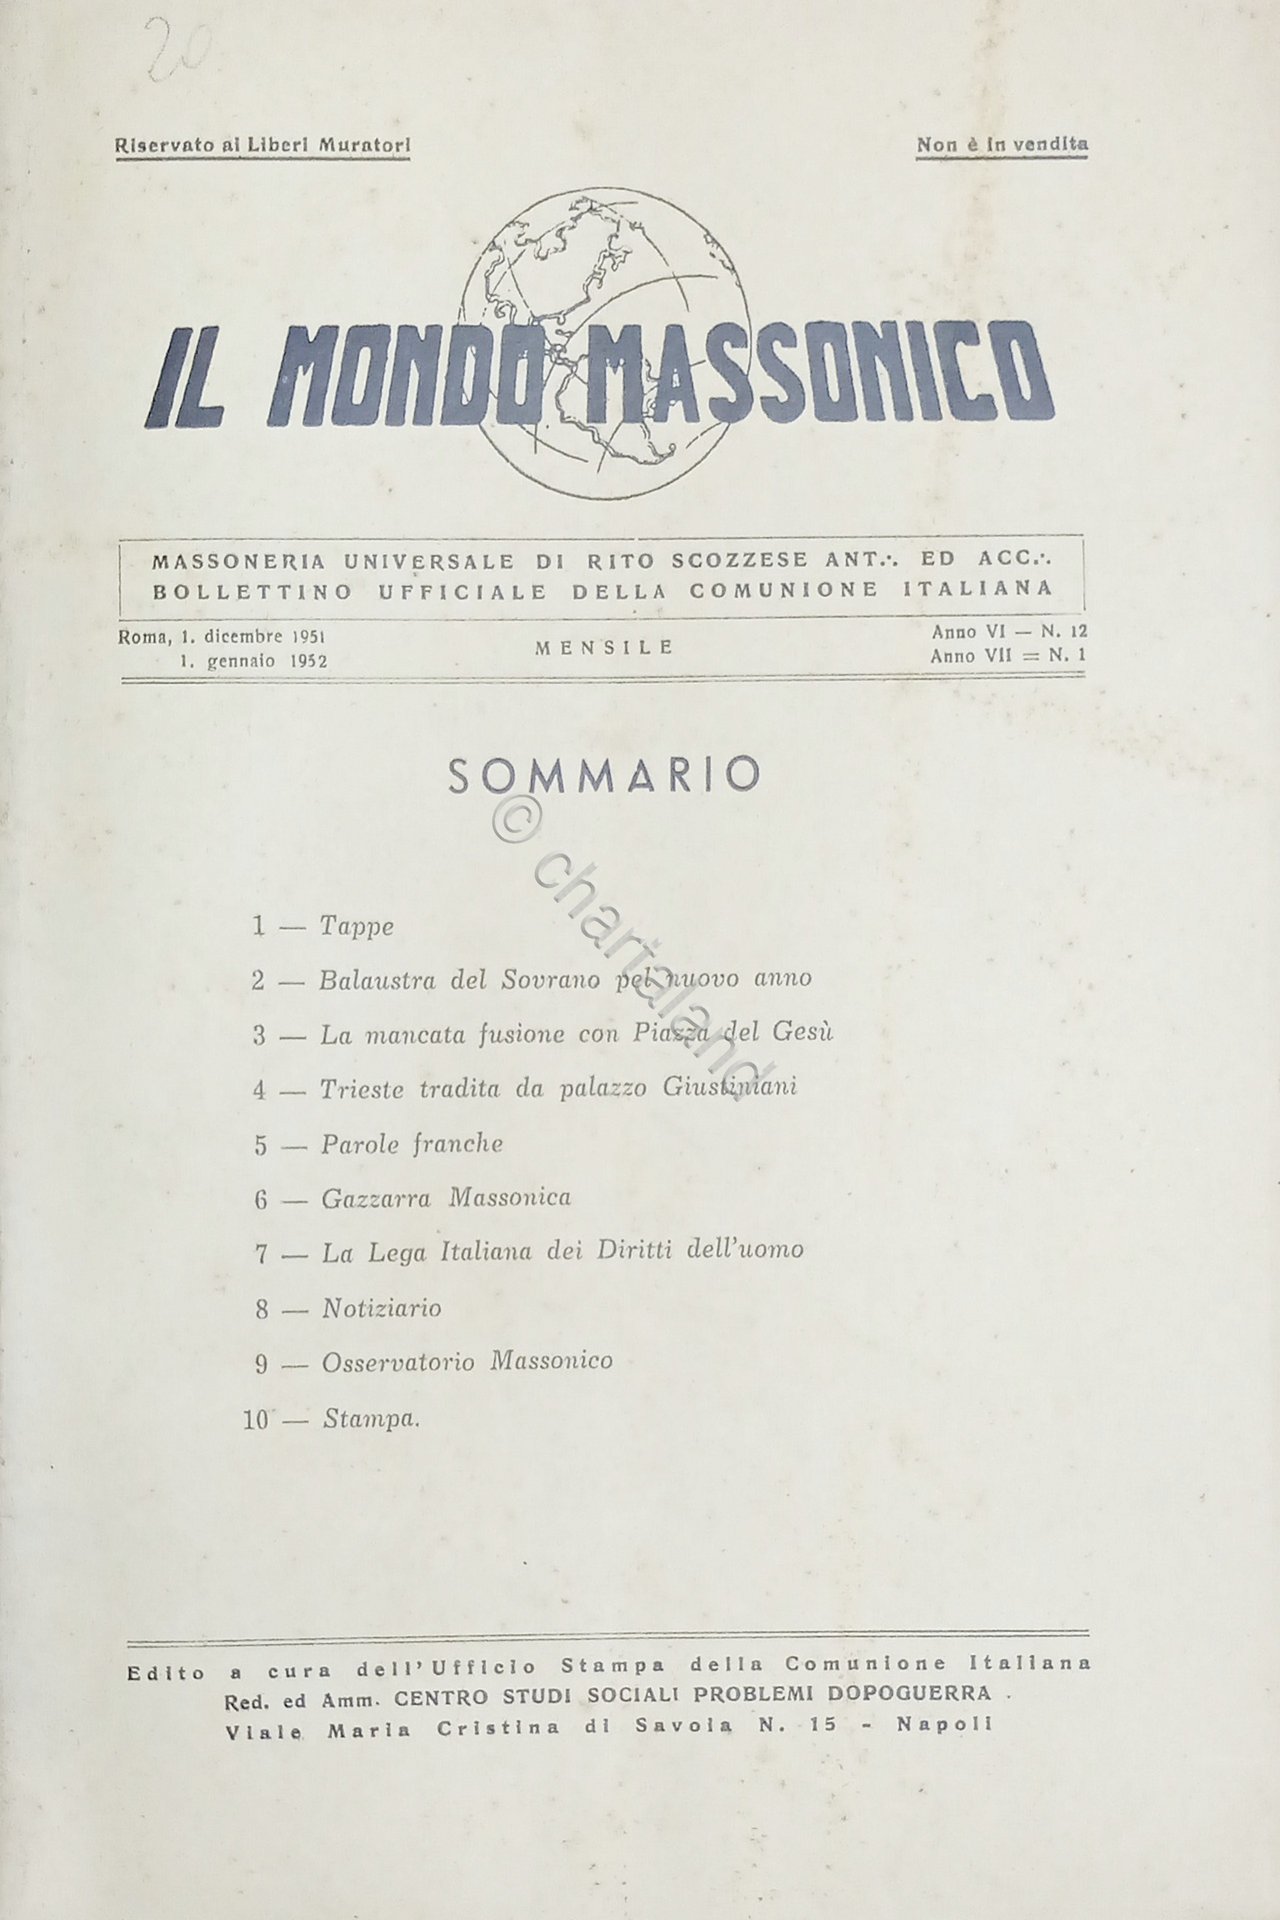 20
Riservato ai Liberi Muratori
Non è in vendita
IL MONDO MASSONICO
MASSONERIA UNIVERSALE DI RITO SCOZZESE ANT.·. ED ACC.·.
BOLLETTINO UFFICIALE DELLA COMUNIONE ITALIANA
Roma, 1. dicembre 1951
1. gennaio 1952
MENSILE
Anno VI — N. 12
Anno VII = N. 1
SOMMARIO
1 — Tappe
2 — Balaustra del Sovrano pel nuovo anno
3 — La mancata fusione con Piazza del Gesù
4 — Trieste tradita da palazzo Giustiniani
5 — Parole franche
6 — Gazzarra Massonica
7 — La Lega Italiana dei Diritti dell'uomo
8 — Notiziario
9 — Osservatorio Massonico
10 — Stampa.
© chartaland
Edito a cura dell'Ufficio Stampa della Comunione Italiana
Red. ed Amm. CENTRO STUDI SOCIALI PROBLEMI DOPOGUERRA .
Viale Maria Cristina di Savoia N. 15 - Napoli